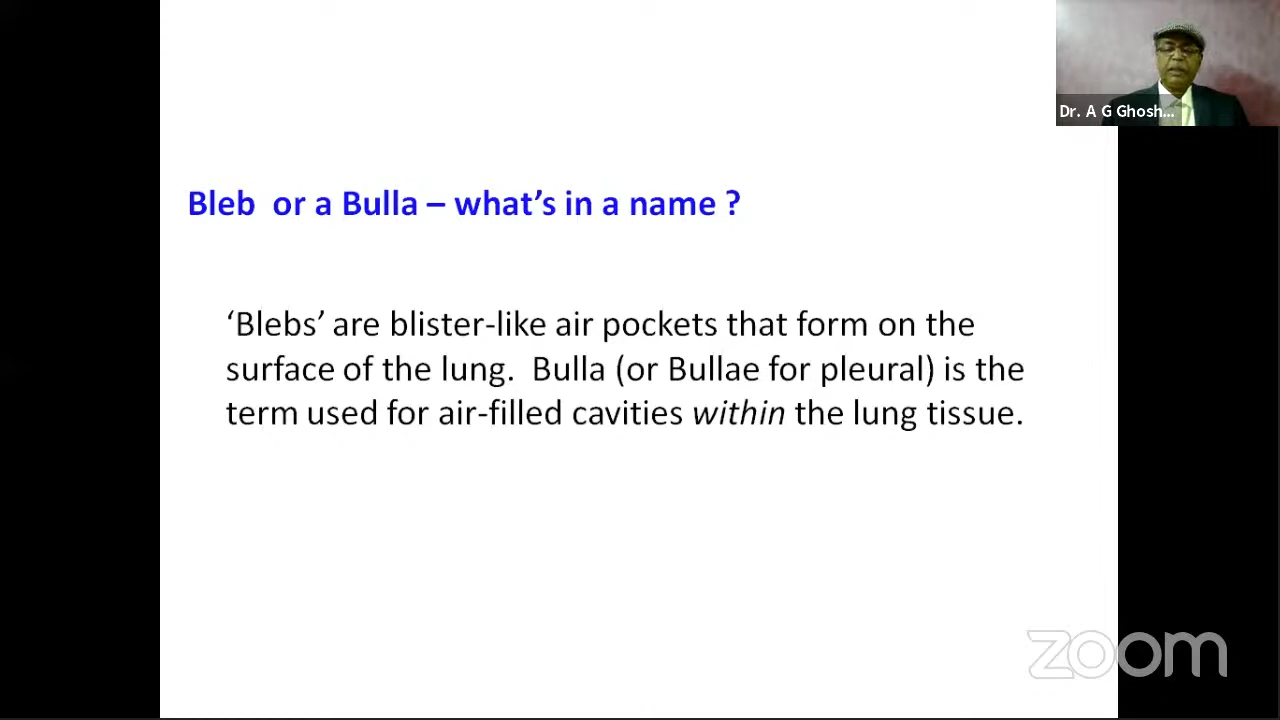 Dr. A G Ghosh...
Bleb or a Bulla – what’s in a name ?
‘Blebs’ are blister-like air pockets that form on the
surface of the lung. Bulla (or Bullae for pleural) is the
term used for air-filled cavities within the lung tissue.
zoom